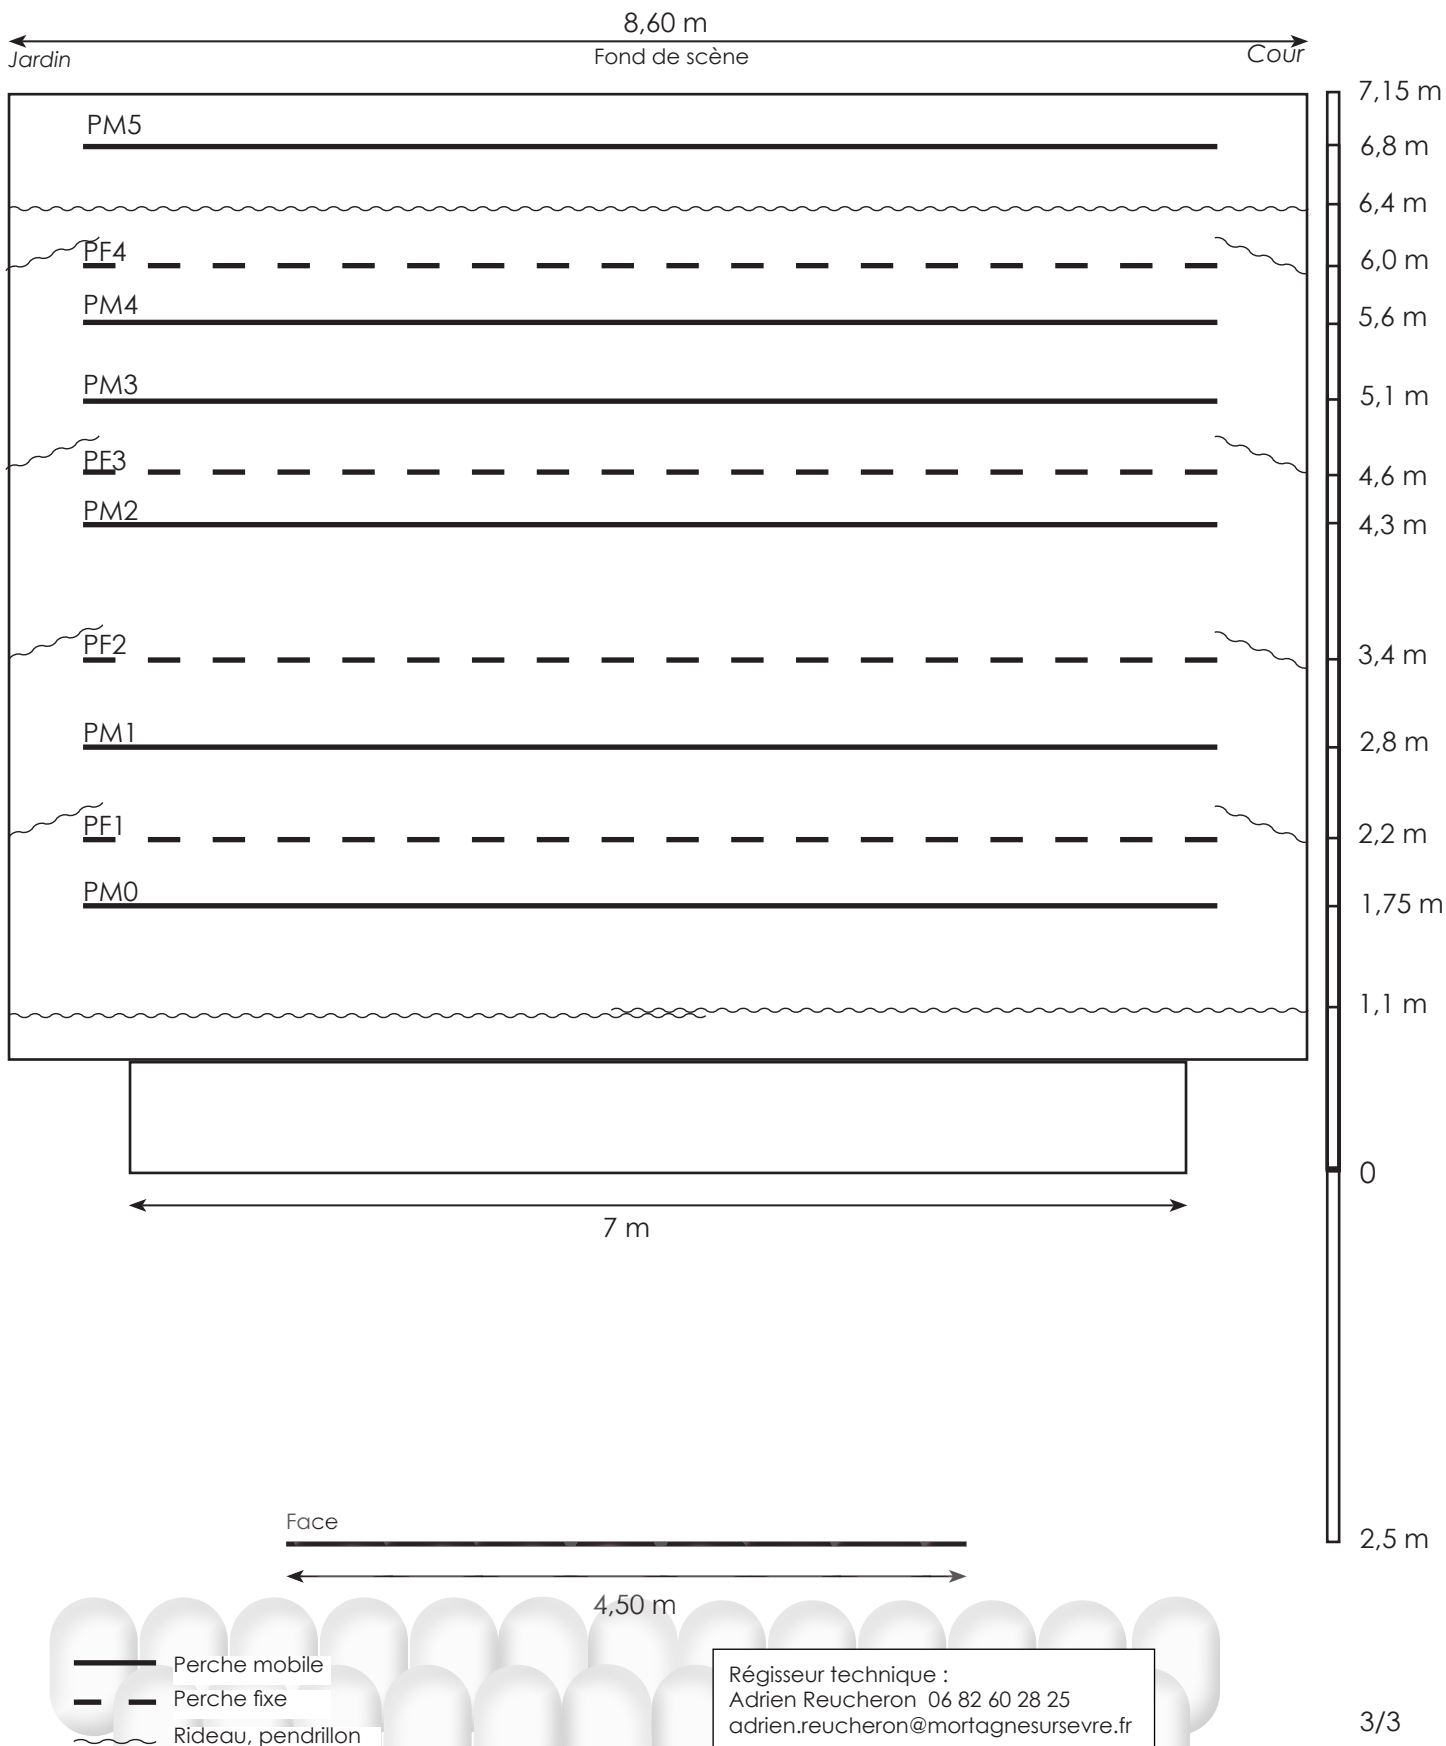 8,60 m
Jardin
Fond de scène
Cour
7,15 m
PM5
6,8 m
6,4 m
PF4
6,0 m
PM4
5,6 m
PM3
5,1 m
PF3
4,6 m
PM2
4,3 m
PF2
3,4 m
PM1
2,8 m
PF1
2,2 m
PM0
1,75 m
1,1 m
0
7 m
Face
2,5 m
4,50 m
Perche mobile
Perche fixe
Rideau, pendrillon
Régisseur technique :
Adrien Reucheron 06 82 60 28 25
adrien.reucheron@mortagnesursevre.fr
3/3